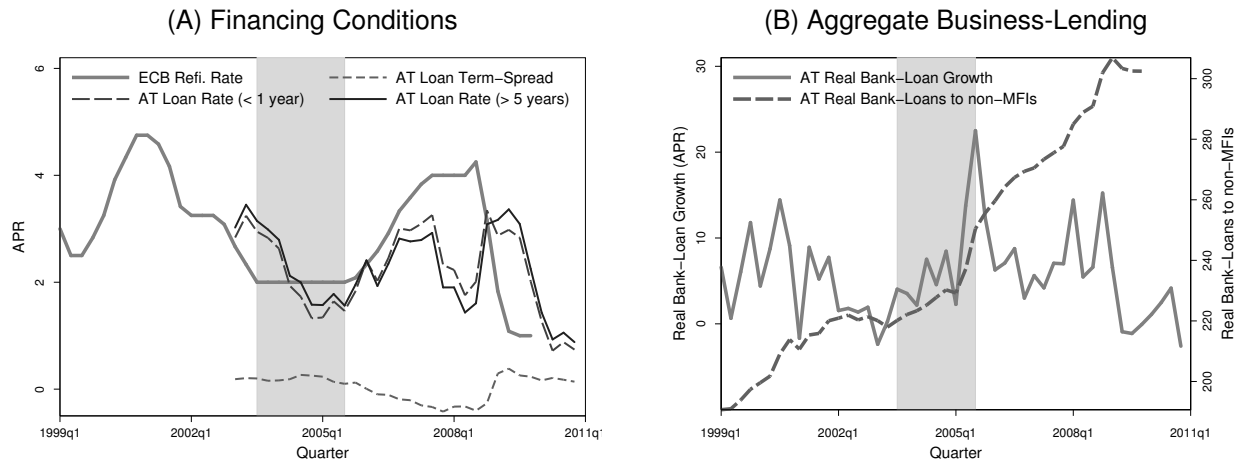 (A) Financing Conditions
ECB Refi. Rate
AT Loan Term−Spread
AT Loan Rate (< 1 year)
AT Loan Rate (> 5 years)
APR
6
4
2
0
1999q1
2002q1
2005q1
2008q1
2011q1
Quarter
(B) Aggregate Business-Lending
AT Real Bank−Loan Growth
AT Real Bank−Loans to non−MFIs
Real Bank−Loan Growth (APR)
30
20
10
0
Real Bank−Loans to non−MFIs
300
280
260
240
220
200
1999q1
2002q1
2005q1
2008q1
2011q1
Quarter